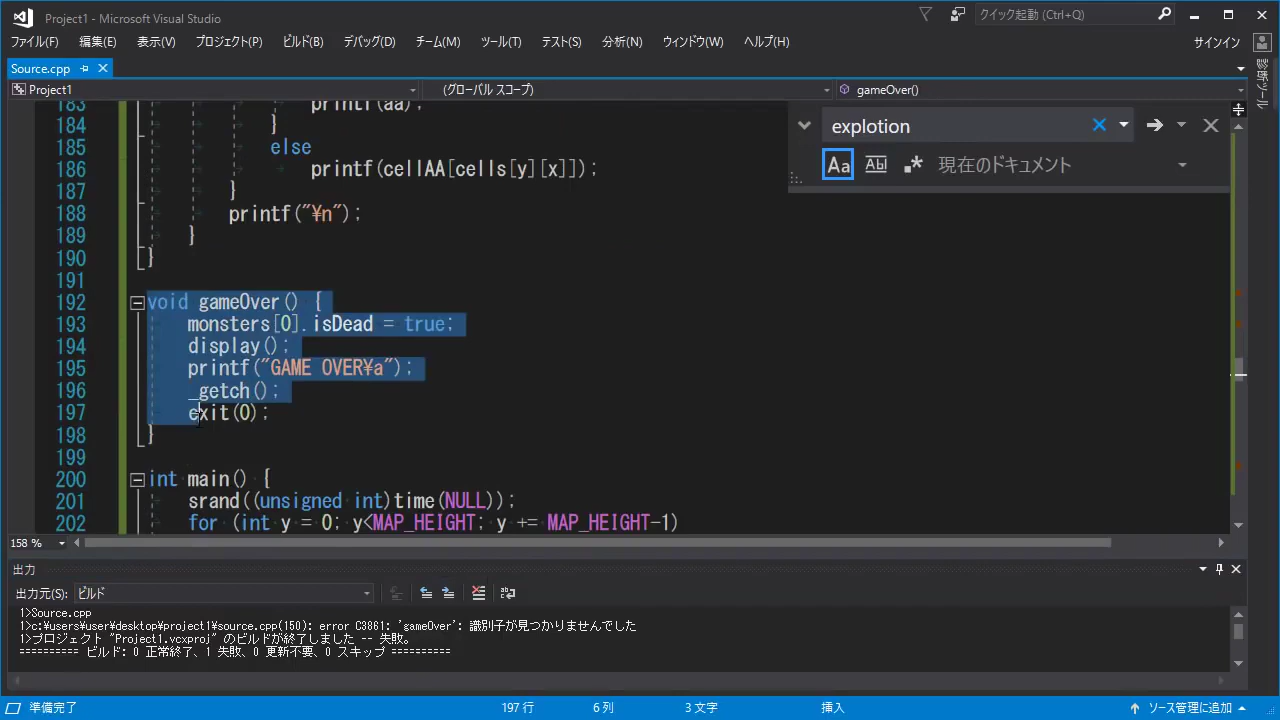 Project1 - Microsoft Visual Studio
クイック起動 (Ctrl+Q)
ファイル(F) 編集(E) 表示(V) プロジェクト(P) ビルド(B) デバッグ(D) チーム(M) ツール(T) テスト(S) 分析(N) ウィンドウ(W) ヘルプ(H) サインイン
Source.cpp
診断ツール
Project1 (グローバル スコープ) gameOver()
explotion
Aa Abl .* 現在のドキュメント
183 printf(aa);
184 }
185 else
186 printf(cellAA[cells[y][x]]);
187 }
188 printf("¥n");
189 }
190 }
191
192 void gameOver() {
193 monsters[0].isDead = true;
194 display();
195 printf("GAME OVER¥a");
196 _getch();
197 exit(0);
198 }
199
200 int main() {
201 srand((unsigned int)time(NULL));
202 for (int y = 0; y<MAP_HEIGHT; y += MAP_HEIGHT-1)
158 %
出力
出力元(S): ビルド
1>Source.cpp
1>c:¥users¥user¥desktop¥project1¥source.cpp(150): error C3861: 'gameOver': 識別子が見つかりませんでした
1>プロジェクト "Project1.vcxproj" のビルドが終了しました -- 失敗。
========== ビルド: 0 正常終了、1 失敗、0 更新不要、0 スキップ ==========
準備完了 197 行 6 列 3 文字 挿入 ソース管理に追加